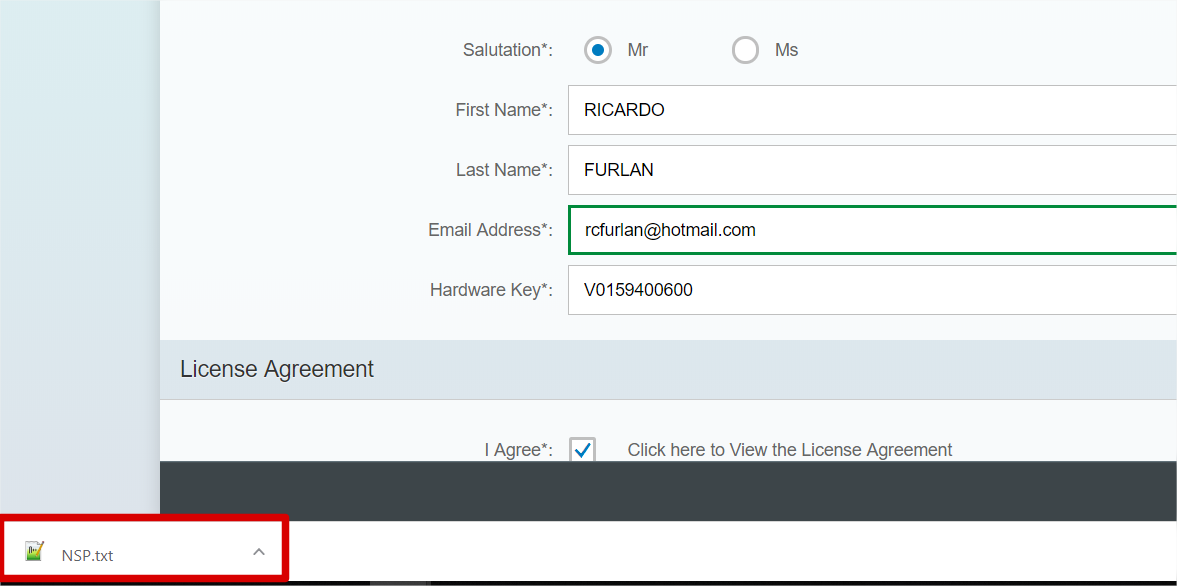 Salutation*: Mr Ms
First Name*: RICARDO
Last Name*: FURLAN
Email Address*: rcfurlan@hotmail.com
Hardware Key*: V0159400600
License Agreement
I Agree*: Click here to View the License Agreement
NSP.txt